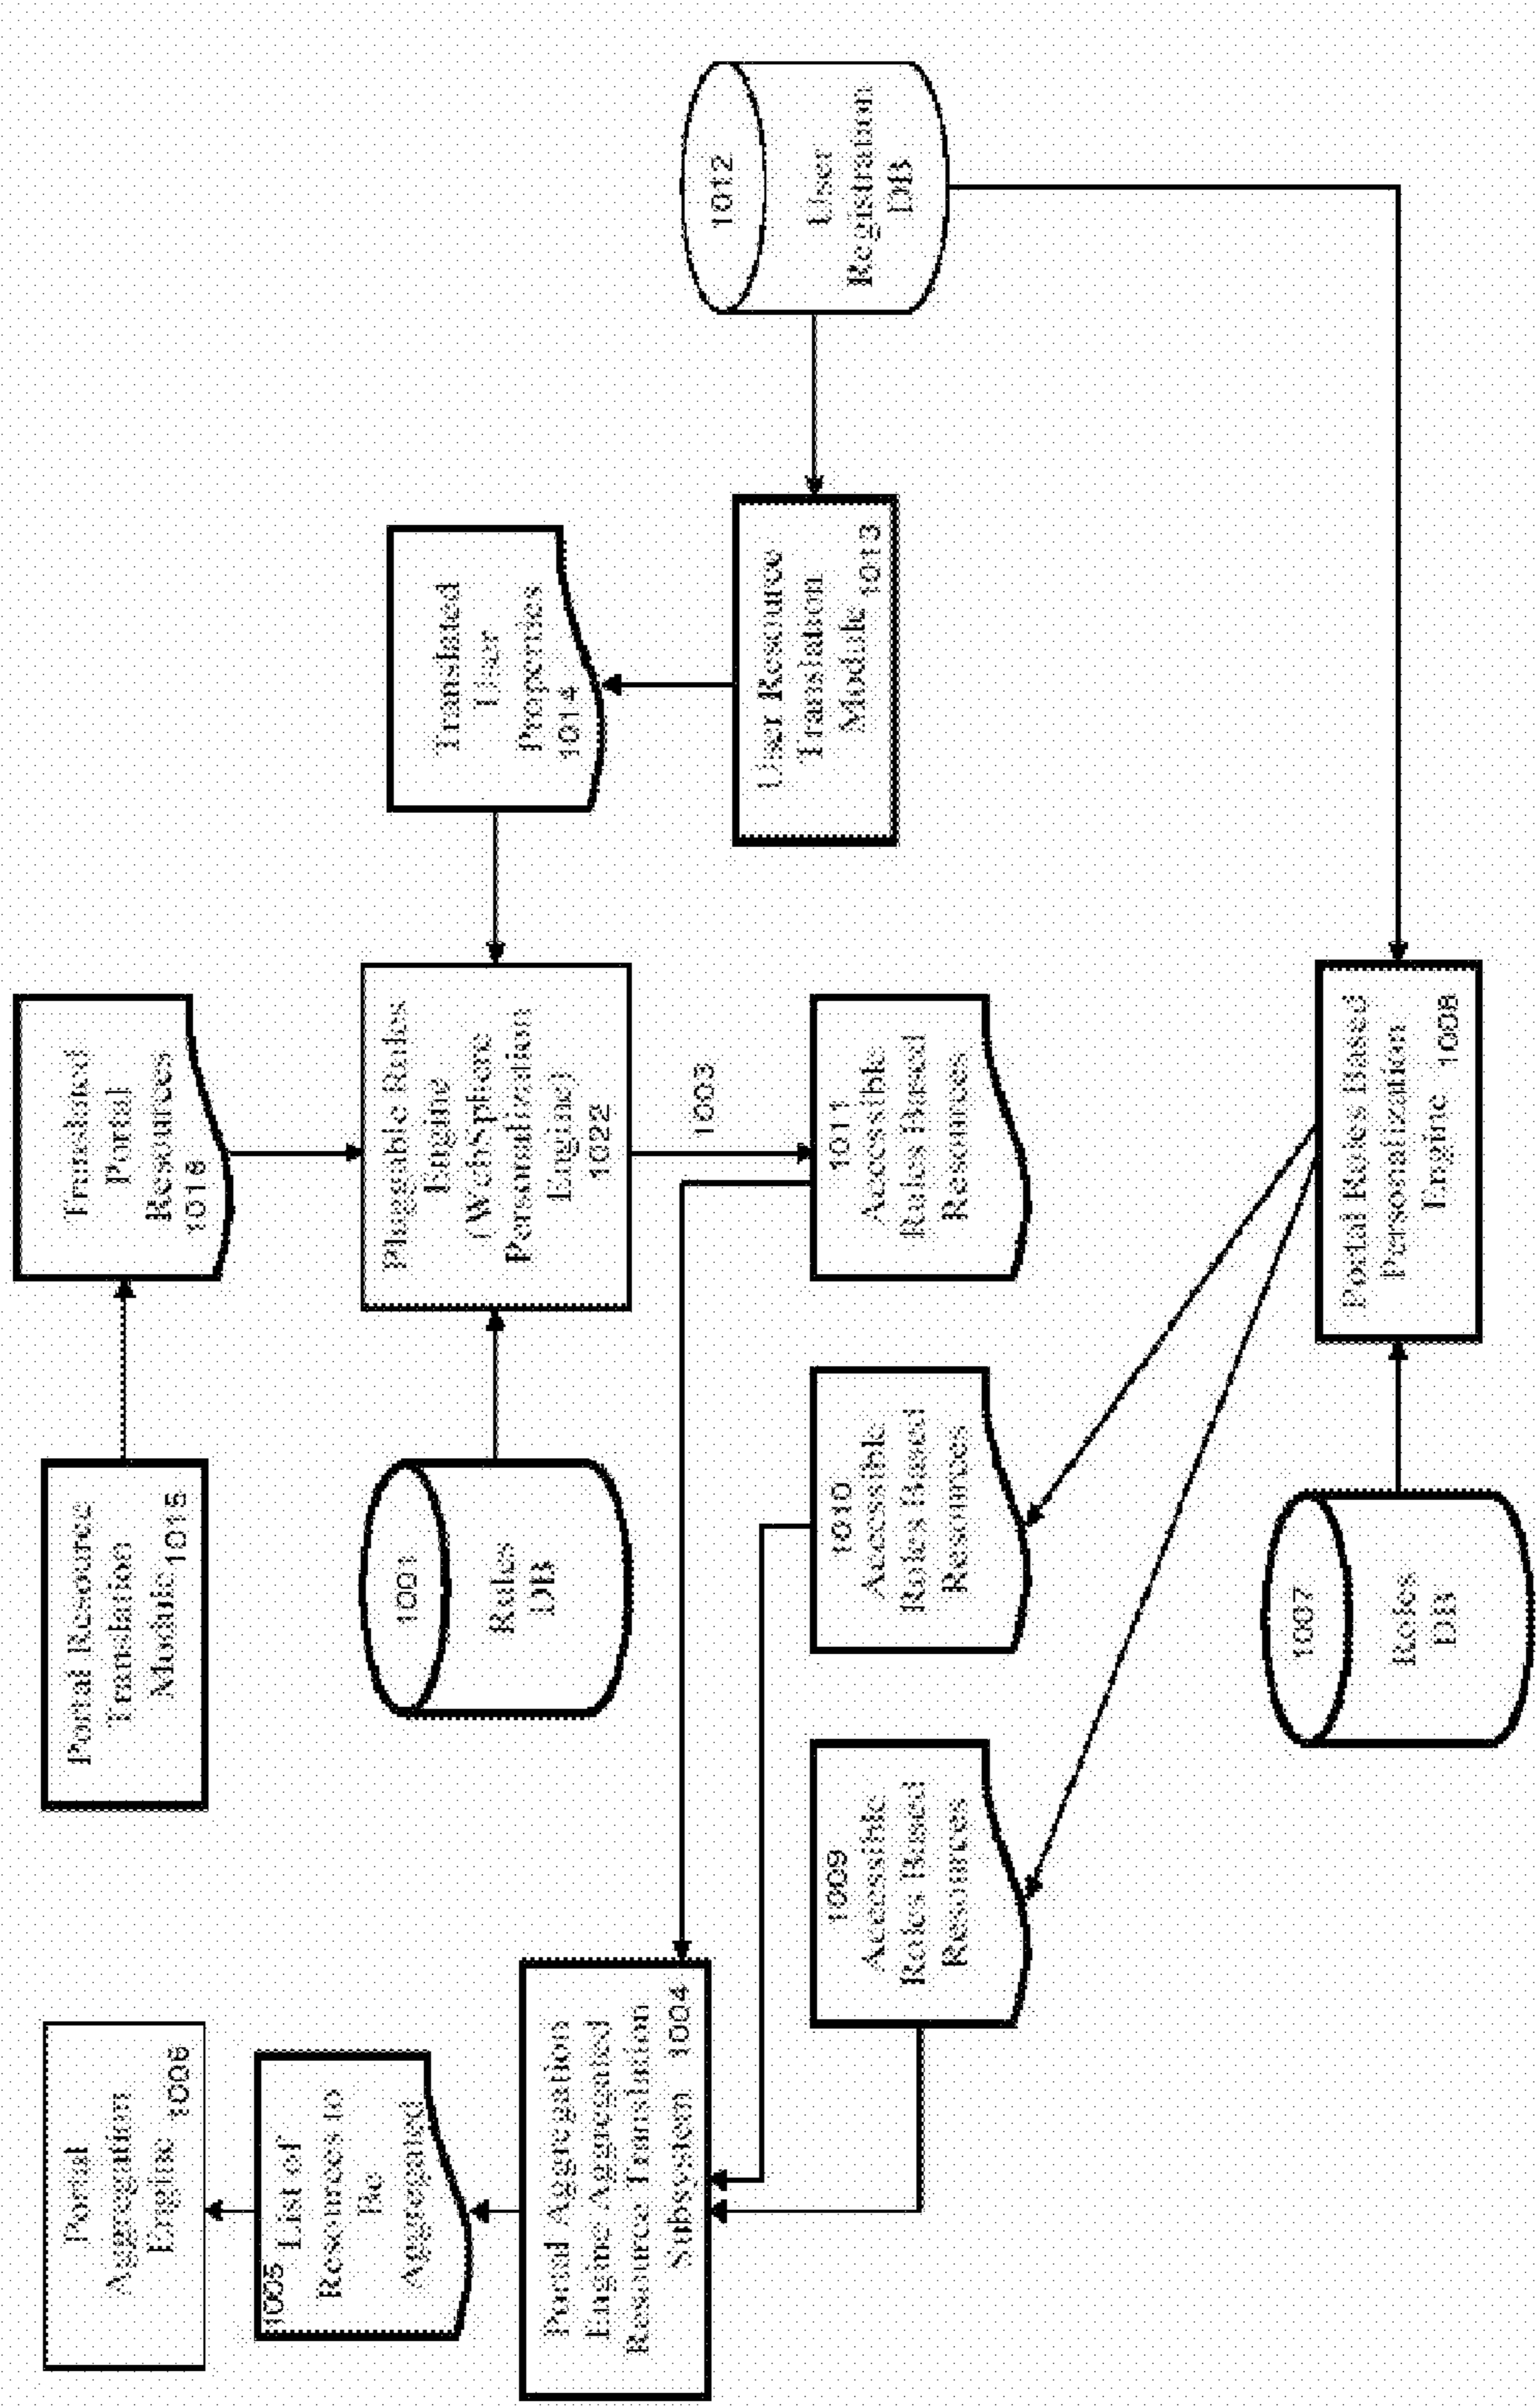 Portal
Aggregation
Engine 1006
Portal Resource
Translation
Module 1015
Translated
Portal
Resources
1016
1005 List of
Resources to
Be
Aggregated
1001
Rules
DB
Pluggable Rules
Engine
(WebSphere
Personalization
Engine)
1022
Translated
User
Properties
1014
Portal Aggregation
Engine Aggregated
Resource Translation
Subsystem 1004
1003
User Resource
Translation
Module 1013
1012
User
Registration
DB
1009
Accessible
Roles Based
Resources
1010
Accessible
Roles Based
Resources
1011
Accessible
Rules Based
Resources
1007
Roles
DB
Portal Roles Based
Personalization
Engine 1008